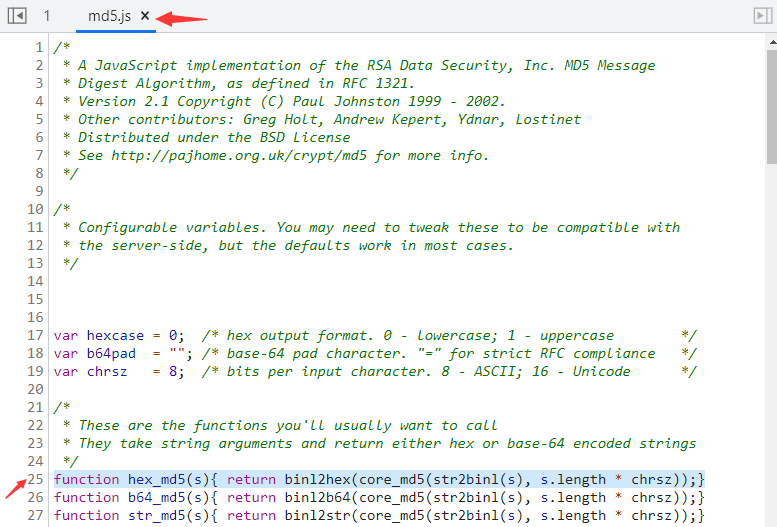 1 md5.js ×
1 /*
2 * A JavaScript implementation of the RSA Data Security, Inc. MD5 Message
3 * Digest Algorithm, as defined in RFC 1321.
4 * Version 2.1 Copyright (C) Paul Johnston 1999 - 2002.
5 * Other contributors: Greg Holt, Andrew Kepert, Ydnar, Lostinet
6 * Distributed under the BSD License
7 * See http://pajhome.org.uk/crypt/md5 for more info.
8 */
9
10 /*
11 * Configurable variables. You may need to tweak these to be compatible with
12 * the server-side, but the defaults work in most cases.
13 */
14
15
16
17 var hexcase = 0;  /* hex output format. 0 - lowercase; 1 - uppercase        */
18 var b64pad  = ""; /* base-64 pad character. "=" for strict RFC compliance   */
19 var chrsz   = 8;  /* bits per input character. 8 - ASCII; 16 - Unicode      */
20
21 /*
22 * These are the functions you'll usually want to call
23 * They take string arguments and return either hex or base-64 encoded strings
24 */
25 function hex_md5(s){ return binl2hex(core_md5(str2binl(s), s.length * chrsz));}
26 function b64_md5(s){ return binl2b64(core_md5(str2binl(s), s.length * chrsz));}
27 function str_md5(s){ return binl2str(core_md5(str2binl(s), s.length * chrsz));}